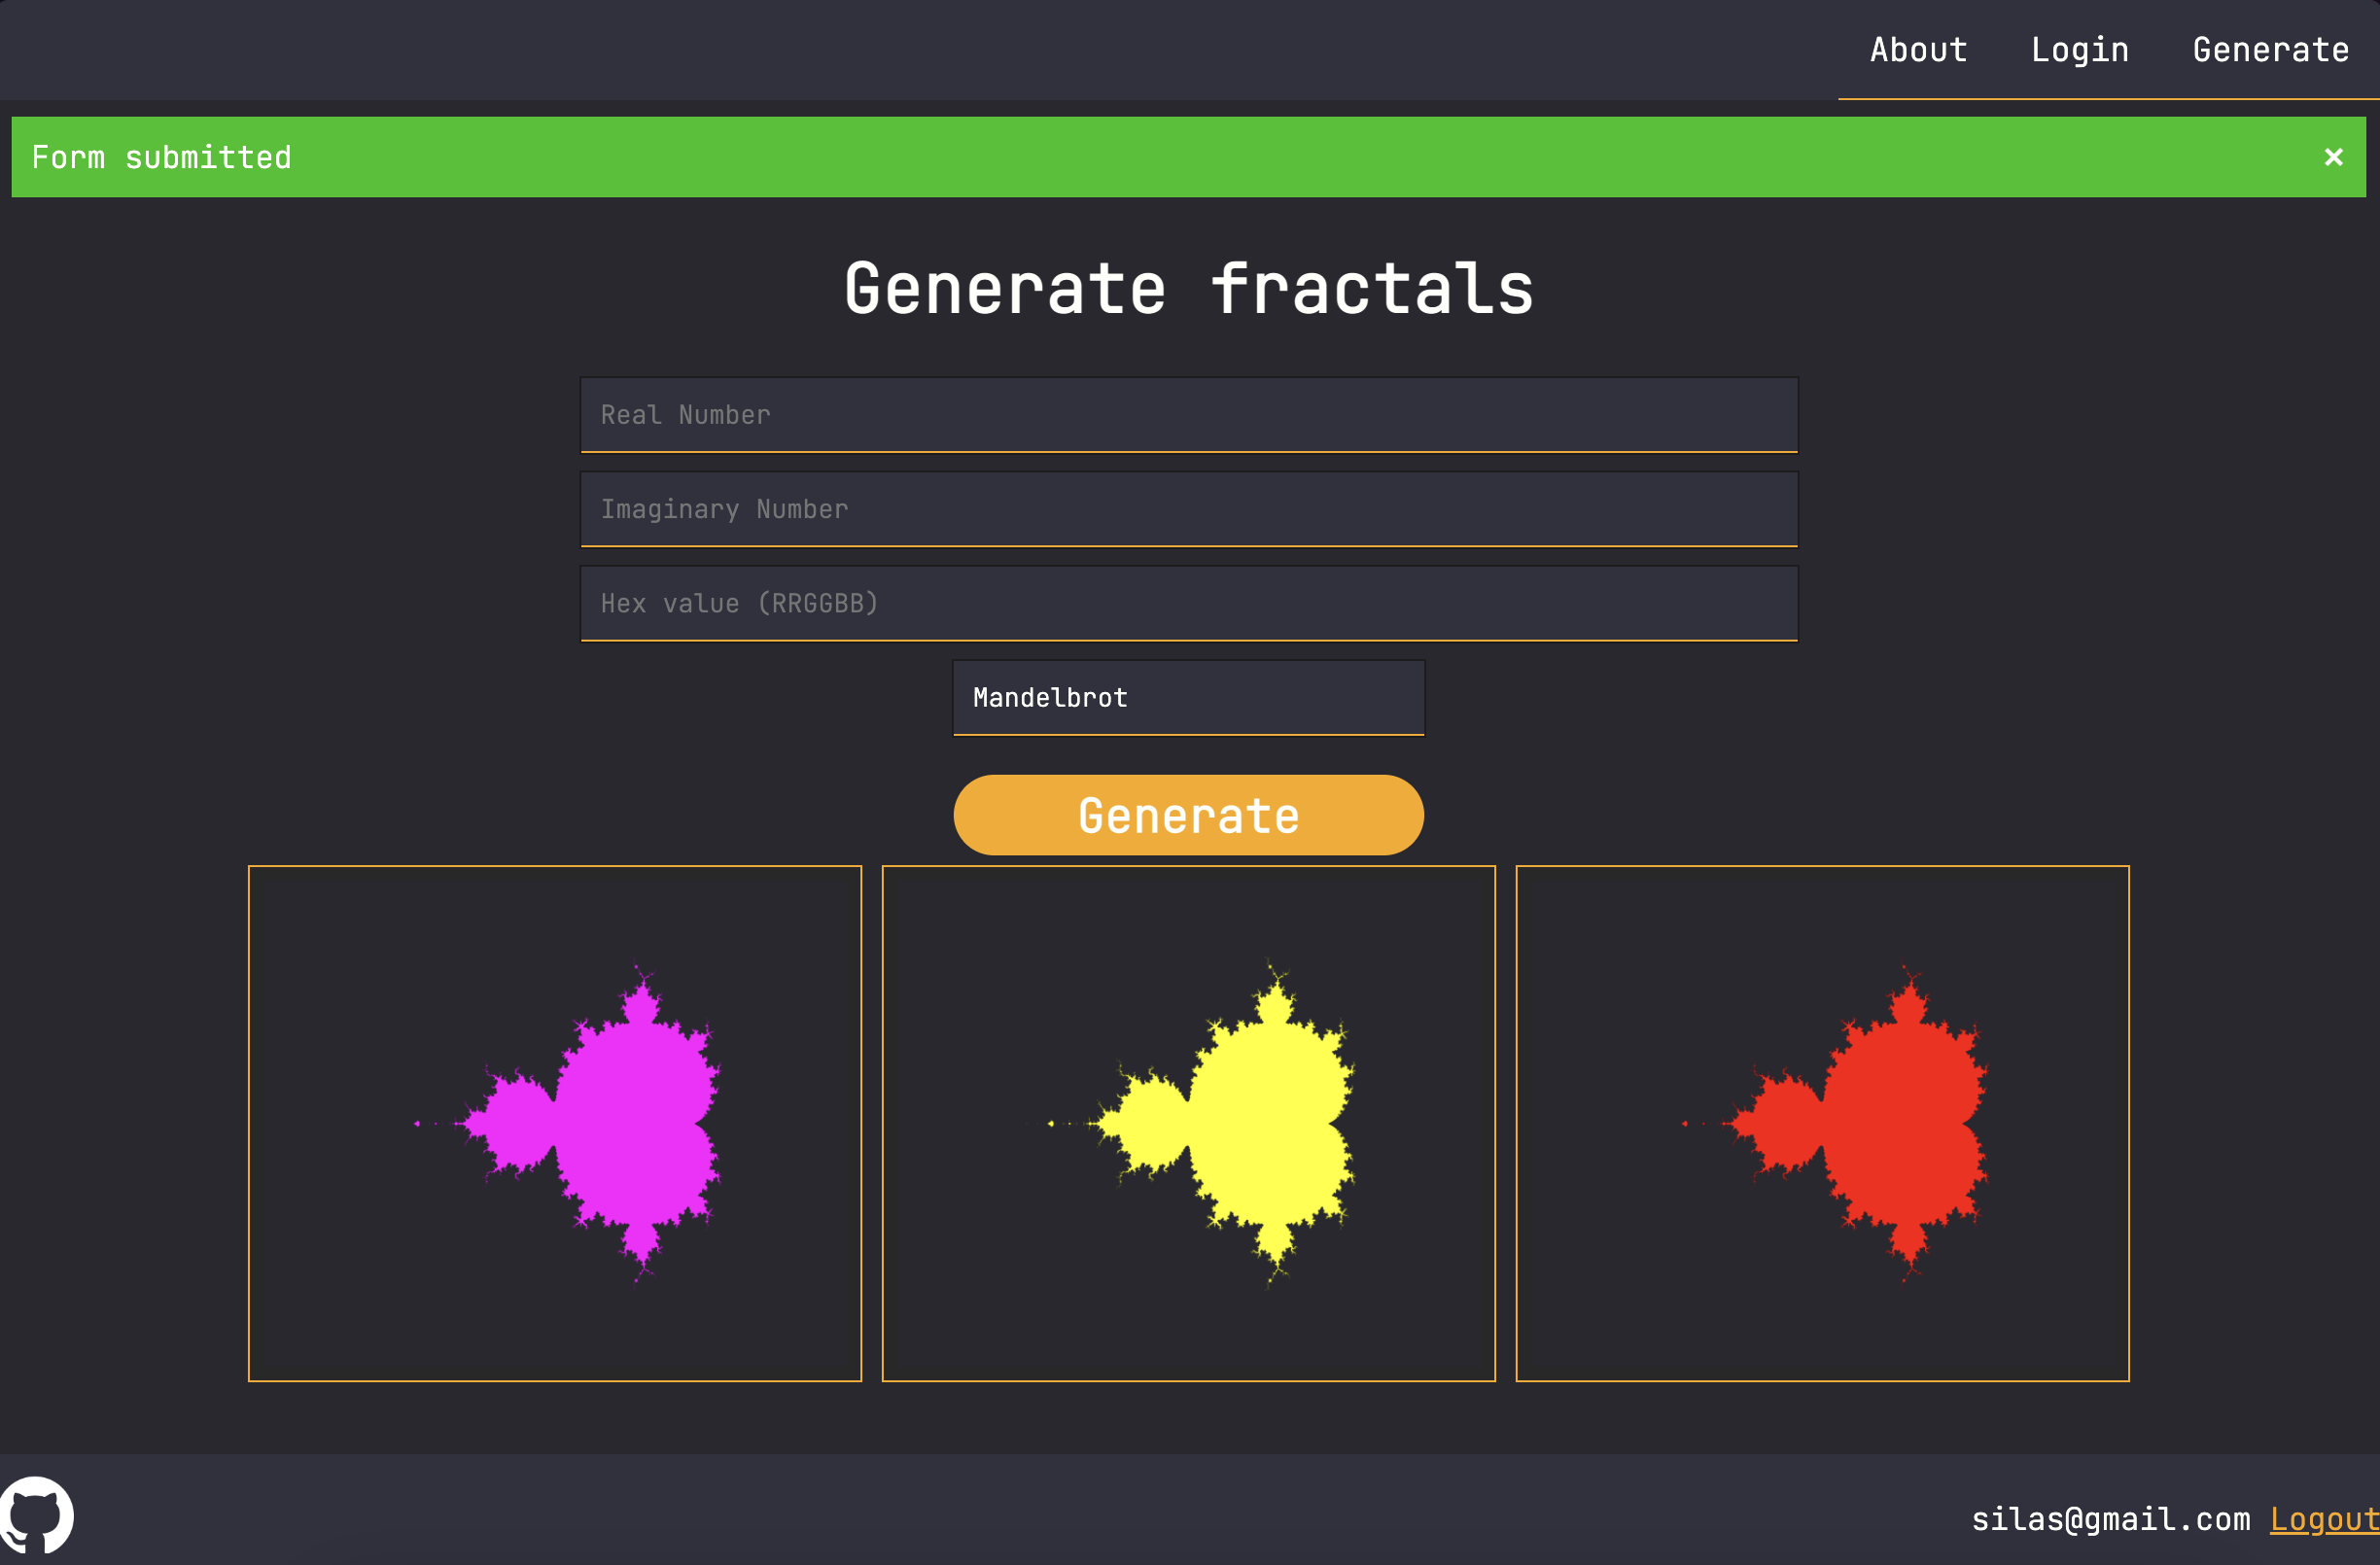 About Login Generate
Form submitted ×
Generate fractals
Real Number
Imaginary Number
Hex value (RRGGBB)
Mandelbrot
Generate
silas@gmail.com Logout